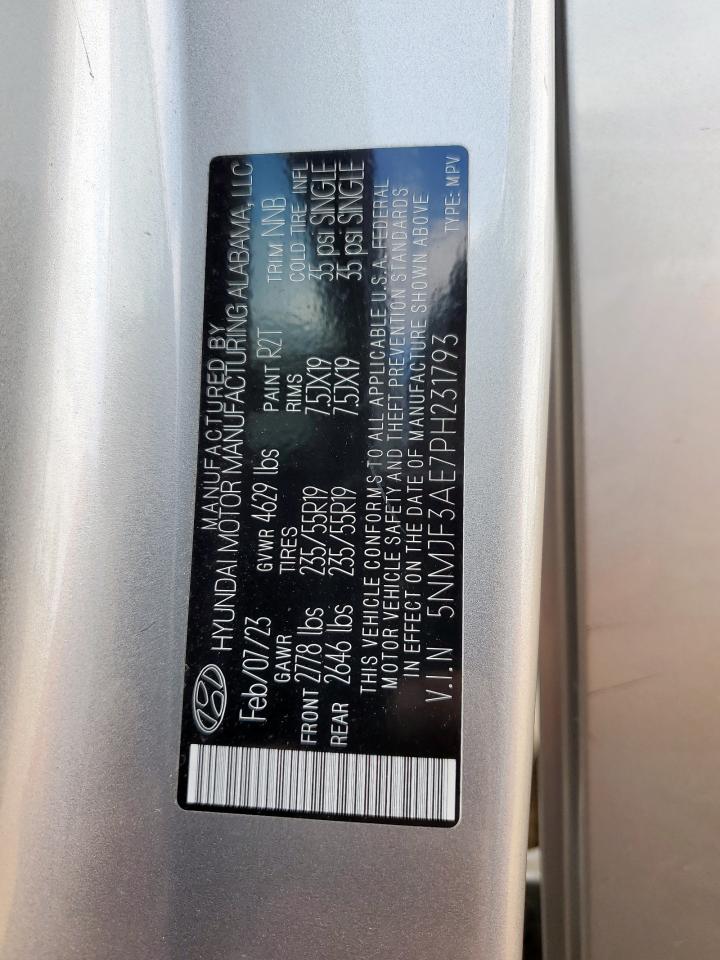 MANUFACTURED BY
HYUNDAI MOTOR MANUFACTURING ALABAMA, LLC
Feb/07/23 GVWR 4629 lbs PAINT R2T TRIM NNB
GAWR TIRES RIMS COLD TIRE INFL
FRONT 2778 lbs 235/55R19 7.5JX19 35 psi SINGLE
REAR 2646 lbs 235/55R19 7.5JX19 35 psi SINGLE
THIS VEHICLE CONFORMS TO ALL APPLICABLE U.S.A. FEDERAL
MOTOR VEHICLE SAFETY AND THEFT PREVENTION STANDARDS
IN EFFECT ON THE DATE OF MANUFACTURE SHOWN ABOVE
V.I.N 5NMJF3AE7PH231793 TYPE: MPV